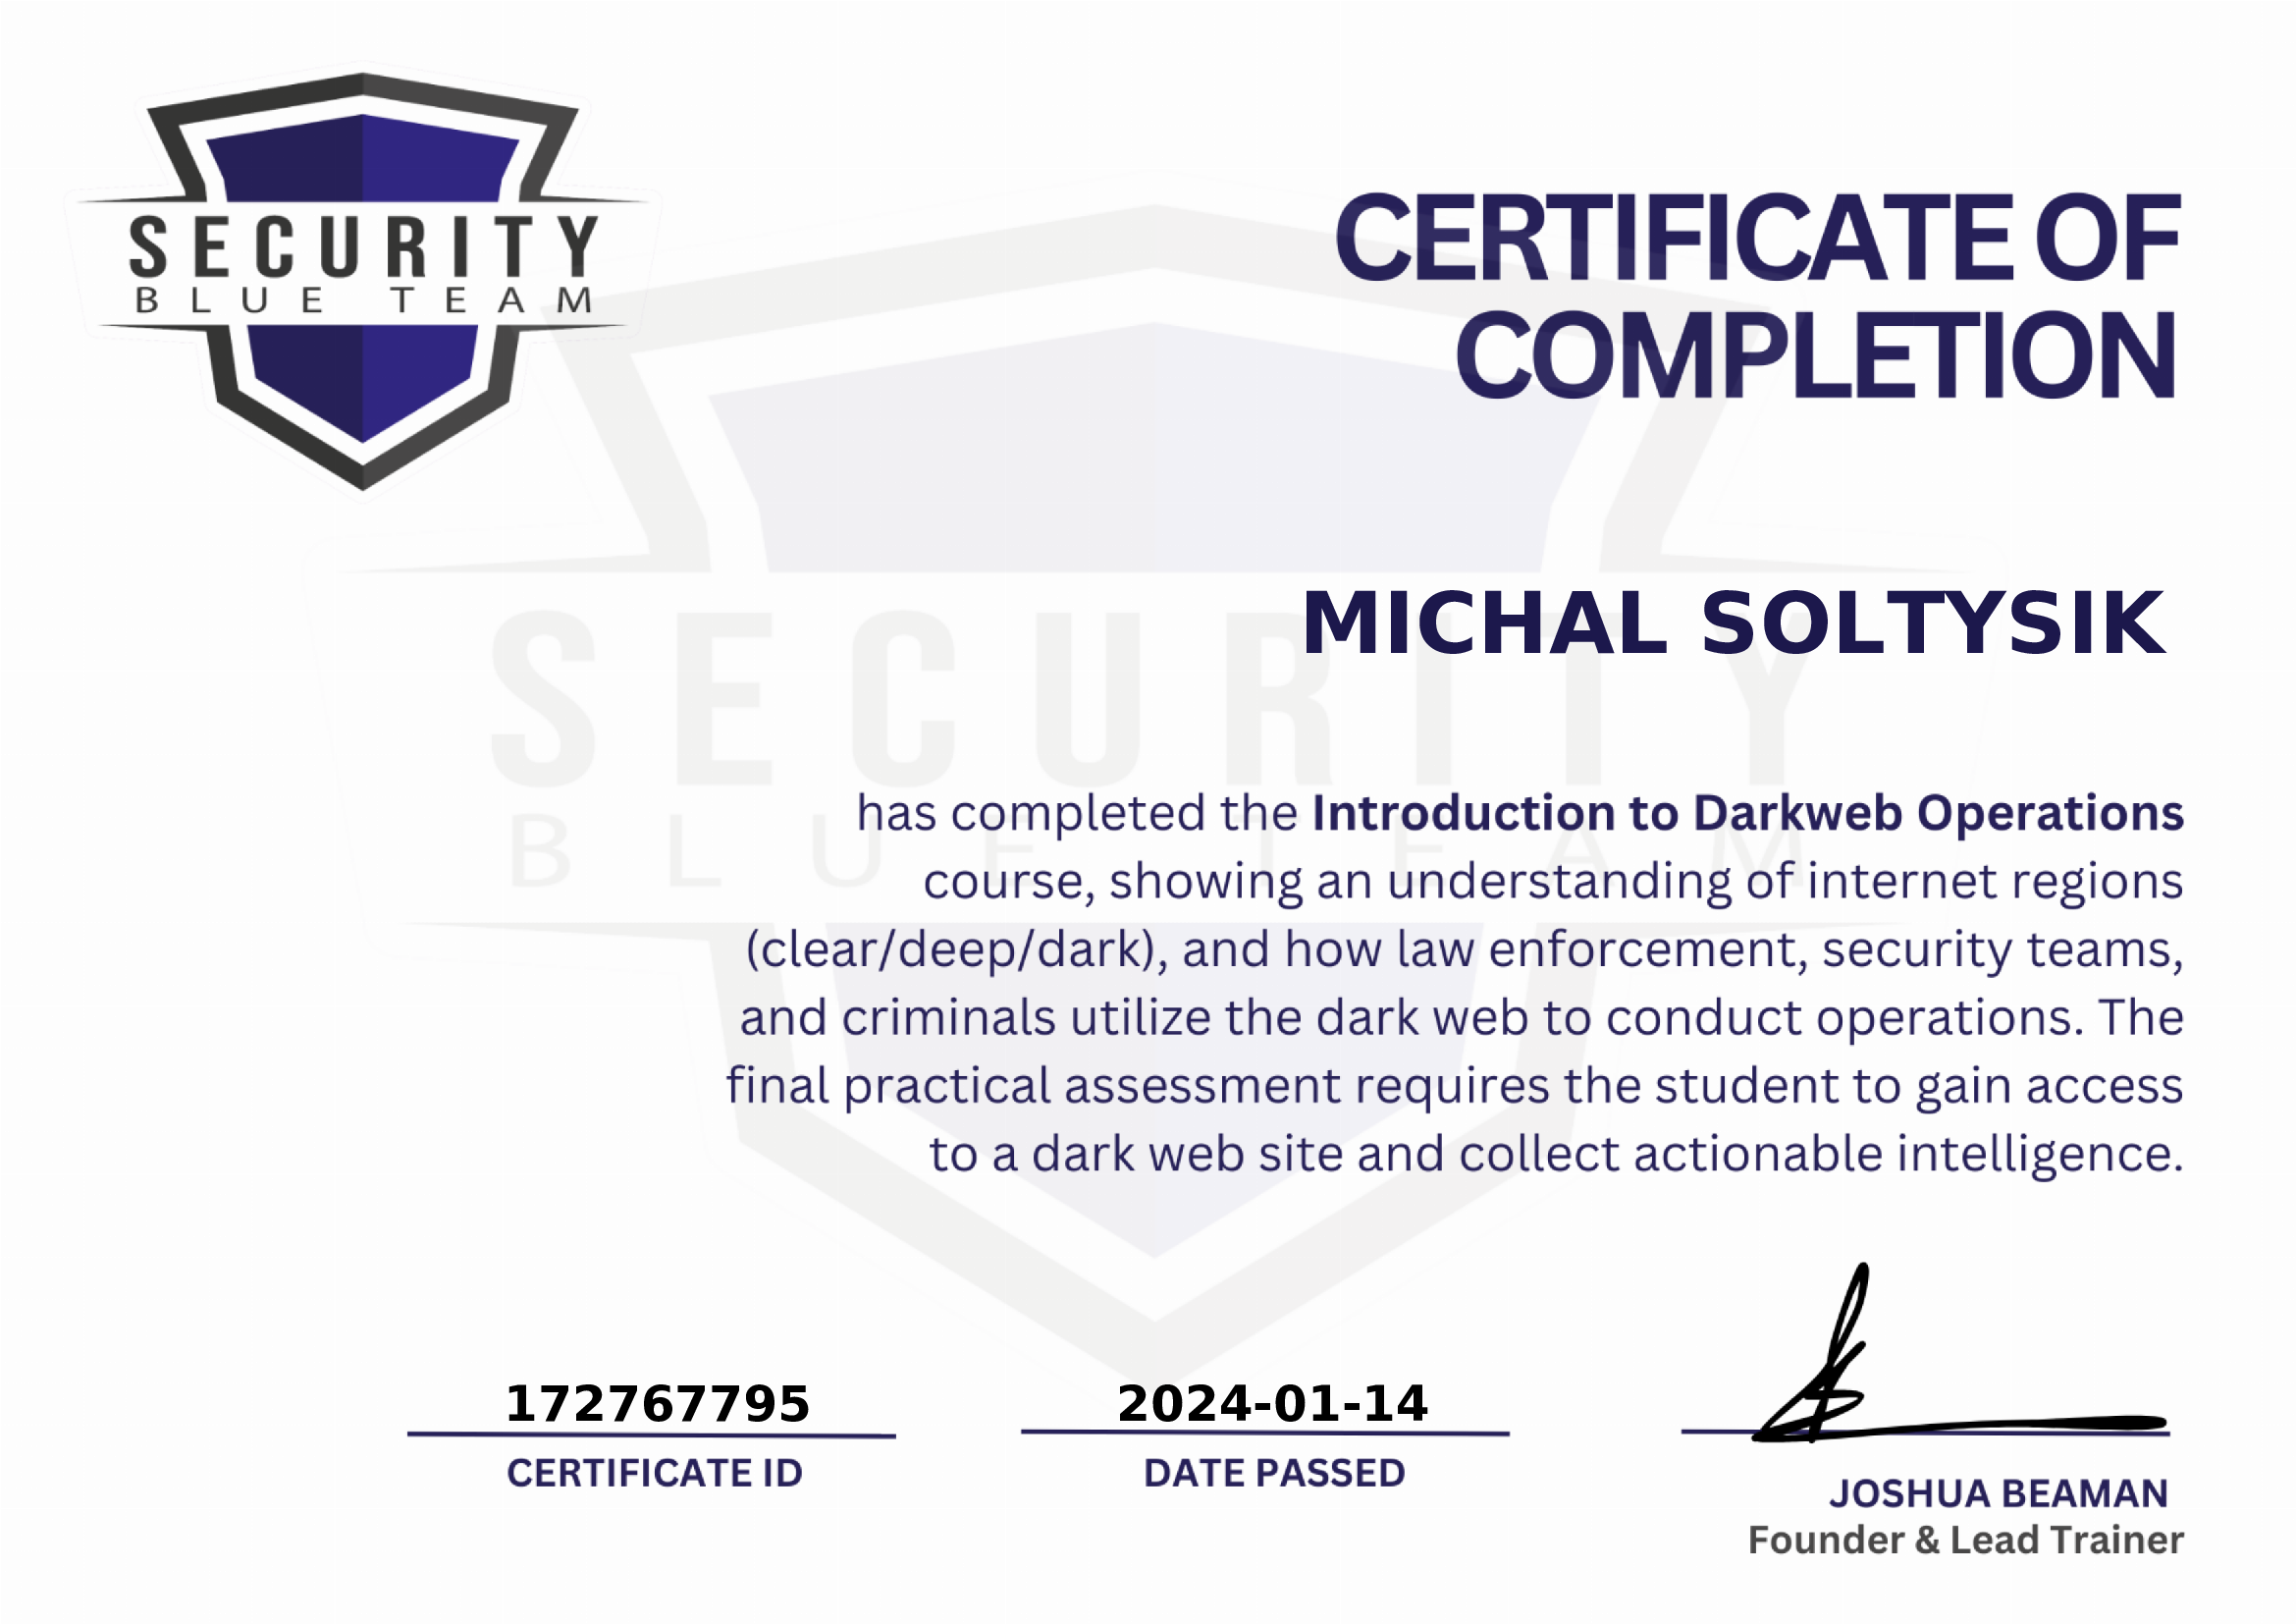 SECURITY
BLUE TEAM
CERTIFICATE OF
COMPLETION
MICHAL SOLTYSIK
SECURITY
BLUE TEAM
has completed the Introduction to Darkweb Operations
course, showing an understanding of internet regions
(clear/deep/dark), and how law enforcement, security teams,
and criminals utilize the dark web to conduct operations. The
final practical assessment requires the student to gain access
to a dark web site and collect actionable intelligence.
172767795
CERTIFICATE ID
2024-01-14
DATE PASSED
JOSHUA BEAMAN
Founder & Lead Trainer